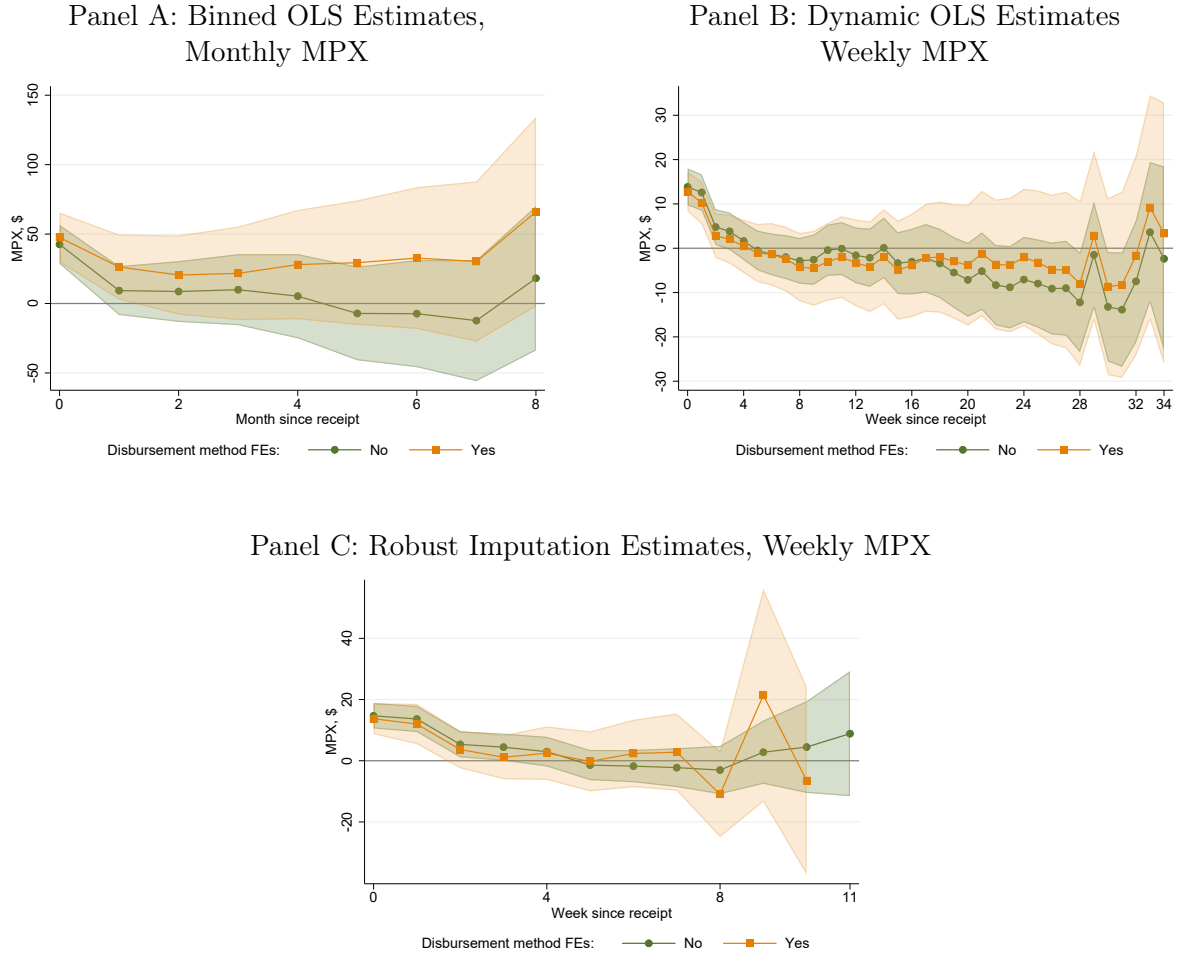 Panel A: Binned OLS Estimates,
Monthly MPX
150
100
50
0
-50
MPX, $
0 2 4 6 8
Month since receipt
Disbursement method FEs: No Yes
Panel B: Dynamic OLS Estimates
Weekly MPX
30
20
10
0
-10
-20
-30
MPX, $
0 4 8 12 16 20 24 28 32 34
Week since receipt
Disbursement method FEs: No Yes
Panel C: Robust Imputation Estimates, Weekly MPX
40
20
0
-20
MPX, $
0 4 8 11
Week since receipt
Disbursement method FEs: No Yes